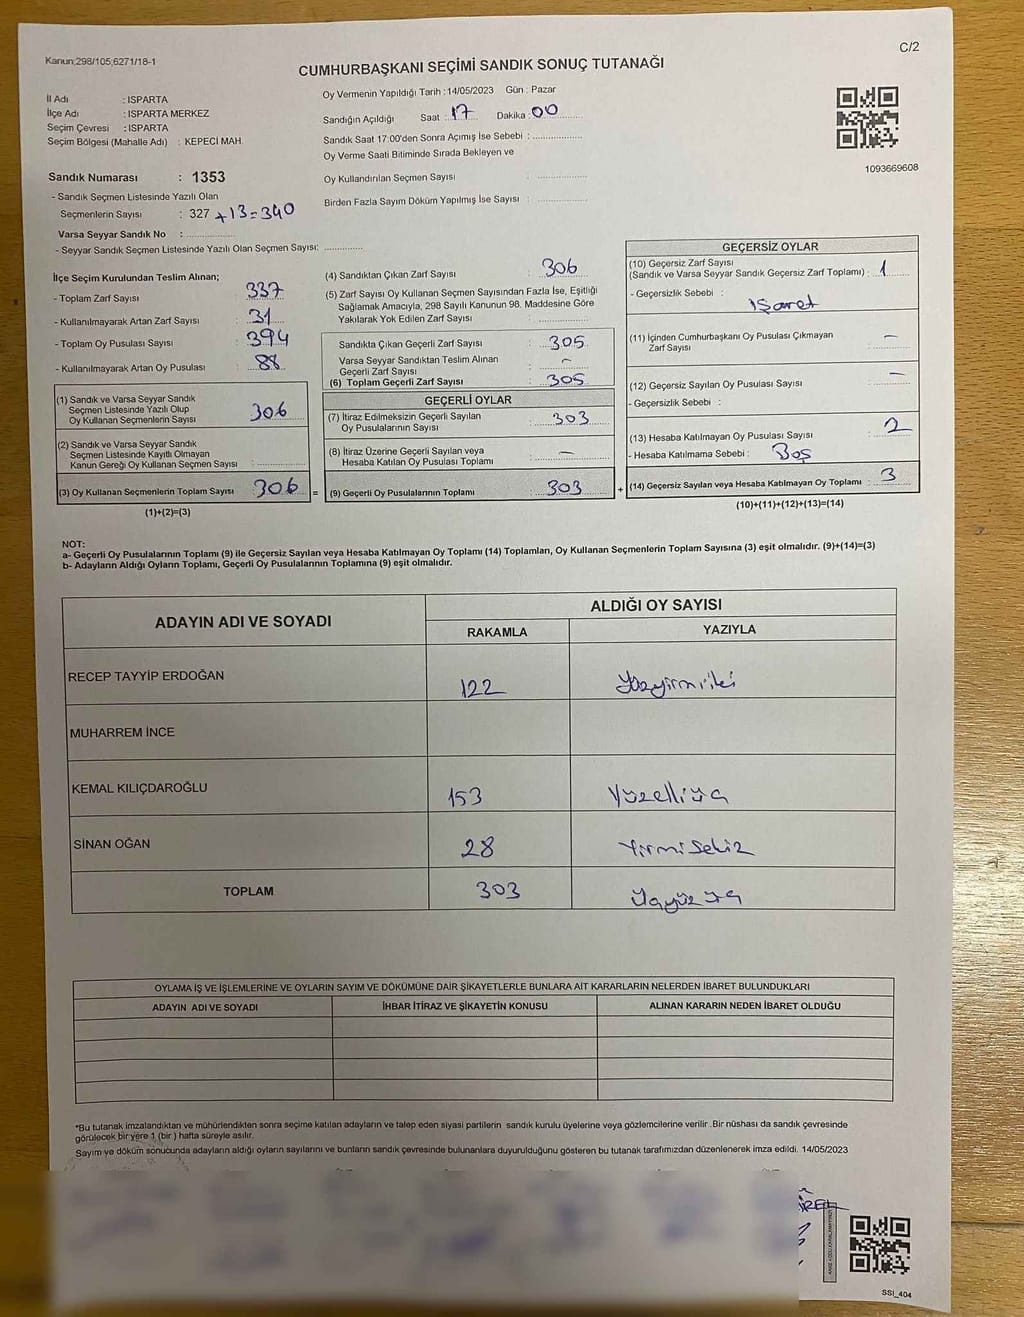 C/2
Kanun;298/105;6271/18-1
CUMHURBAŞKANI SEÇİMİ SANDIK SONUÇ TUTANAĞI
İl Adı : ISPARTA
İlçe Adı : ISPARTA MERKEZ
Seçim Çevresi : ISPARTA
Seçim Bölgesi (Mahalle Adı) : KEPECİ MAH.
Sandık Numarası : 1353
- Sandık Seçmen Listesinde Yazılı Olan
Seçmenlerin Sayısı : 327 +13=340
Varsa Seyyar Sandık No :
- Seyyar Sandık Seçmen Listesinde Yazılı Olan Seçmen Sayısı:
Oy Vermenin Yapıldığı Tarih :14/05/2023 Gün : Pazar
Sandığın Açıldığı Saat : 17 Dakika : 00
Sandık Saat 17:00'den Sonra Açımış İse Sebebi :
Oy Verme Saati Bitiminde Sırada Bekleyen ve
Oy Kullandırılan Seçmen Sayısı :
Birden Fazla Sayım Döküm Yapılmış İse Sayısı :
1093669608
İlçe Seçim Kurulundan Teslim Alınan;
- Toplam Zarf Sayısı : 337
- Kullanılmayarak Artan Zarf Sayısı : 31
- Toplam Oy Pusulası Sayısı : 394
- Kullanılmayarak Artan Oy Pusulası : 88
(1) Sandık ve Varsa Seyyar Sandık
Seçmen Listesinde Yazılı Olup
Oy Kullanan Seçmenlerin Sayısı : 306
(2) Sandık ve Varsa Seyyar Sandık
Seçmen Listesinde Kayıtlı Olmayan
Kanun Gereği Oy Kullanan Seçmen Sayısı :
(3) Oy Kullanan Seçmenlerin Toplam Sayısı : 306
(1)+(2)=(3)
(4) Sandıktan Çıkan Zarf Sayısı : 306
(5) Zarf Sayısı Oy Kullanan Seçmen Sayısından Fazla İse, Eşitliği
Sağlamak Amacıyla, 298 Sayılı Kanunun 98. Maddesine Göre
Yakılarak Yok Edilen Zarf Sayısı :
Sandıkta Çıkan Geçerli Zarf Sayısı : 305
Varsa Seyyar Sandıktan Teslim Alınan
Geçerli Zarf Sayısı : -
(6) Toplam Geçerli Zarf Sayısı : 305
GEÇERLİ OYLAR
(7) İtiraz Edilmeksizin Geçerli Sayılan
Oy Pusulalarının Sayısı : 303
(8) İtiraz Üzerine Geçerli Sayılan veya
Hesaba Katılan Oy Pusulası Toplamı : -
= (9) Geçerli Oy Pusulalarının Toplamı : 303
GEÇERSİZ OYLAR
(10) Geçersiz Zarf Sayısı
(Sandık ve Varsa Seyyar Sandık Geçersiz Zarf Toplamı) : 1
- Geçersizlik Sebebi : İşaret
(11) İçinden Cumhurbaşkanı Oy Pusulası Çıkmayan
Zarf Sayısı : -
(12) Geçersiz Sayılan Oy Pusulası Sayısı : -
- Geçersizlik Sebebi :
(13) Hesaba Katılmayan Oy Pusulası Sayısı : 2
- Hesaba Katılmama Sebebi : Boş
+ (14) Geçersiz Sayılan veya Hesaba Katılmayan Oy Toplamı : 3
(10)+(11)+(12)+(13)=(14)
NOT:
a- Geçerli Oy Pusulalarının Toplamı (9) ile Geçersiz Sayılan veya Hesaba Katılmayan Oy Toplamı (14) Toplamları, Oy Kullanan Seçmenlerin Toplam Sayısına (3) eşit olmalıdır. (9)+(14)=(3)
b- Adayların Aldığı Oyların Toplamı, Geçerli Oy Pusulalarının Toplamına (9) eşit olmalıdır.
ADAYIN ADI VE SOYADI ALDIĞI OY SAYISI
RAKAMLA YAZIYLA
RECEP TAYYİP ERDOĞAN 122 Yüzyirmiiki
MUHARREM İNCE
KEMAL KILIÇDAROĞLU 153 Yüzelliüç
SİNAN OĞAN 28 Yirmisekiz
TOPLAM 303 Üçyüzüç
OYLAMA İŞ VE İŞLEMLERİNE VE OYLARIN SAYIM VE DÖKÜMÜNE DAİR ŞİKAYETLERLE BUNLARA AİT KARARLARIN NELERDEN İBARET BULUNDUKLARI
ADAYIN ADI VE SOYADI İHBAR İTİRAZ VE ŞİKAYETİN KONUSU ALINAN KARARIN NEDEN İBARET OLDUĞU
*Bu tutanak imzalandıktan ve mühürlendikten sonra seçime katılan adayların ve talep eden siyasi partilerin sandık kurulu üyelerine veya gözlemcilerine verilir .Bir nüshası da sandık çevresinde
görülecek bir yere 1 (bir ) hafta süreyle asılır.
Sayım ve döküm sonucunda adayların aldığı oyların sayılarını ve bunların sandık çevresinde bulunanlara duyurulduğunu gösteren bu tutanak tarafımızdan düzenlenerek imza edildi. 14/05/2023
SSI_404